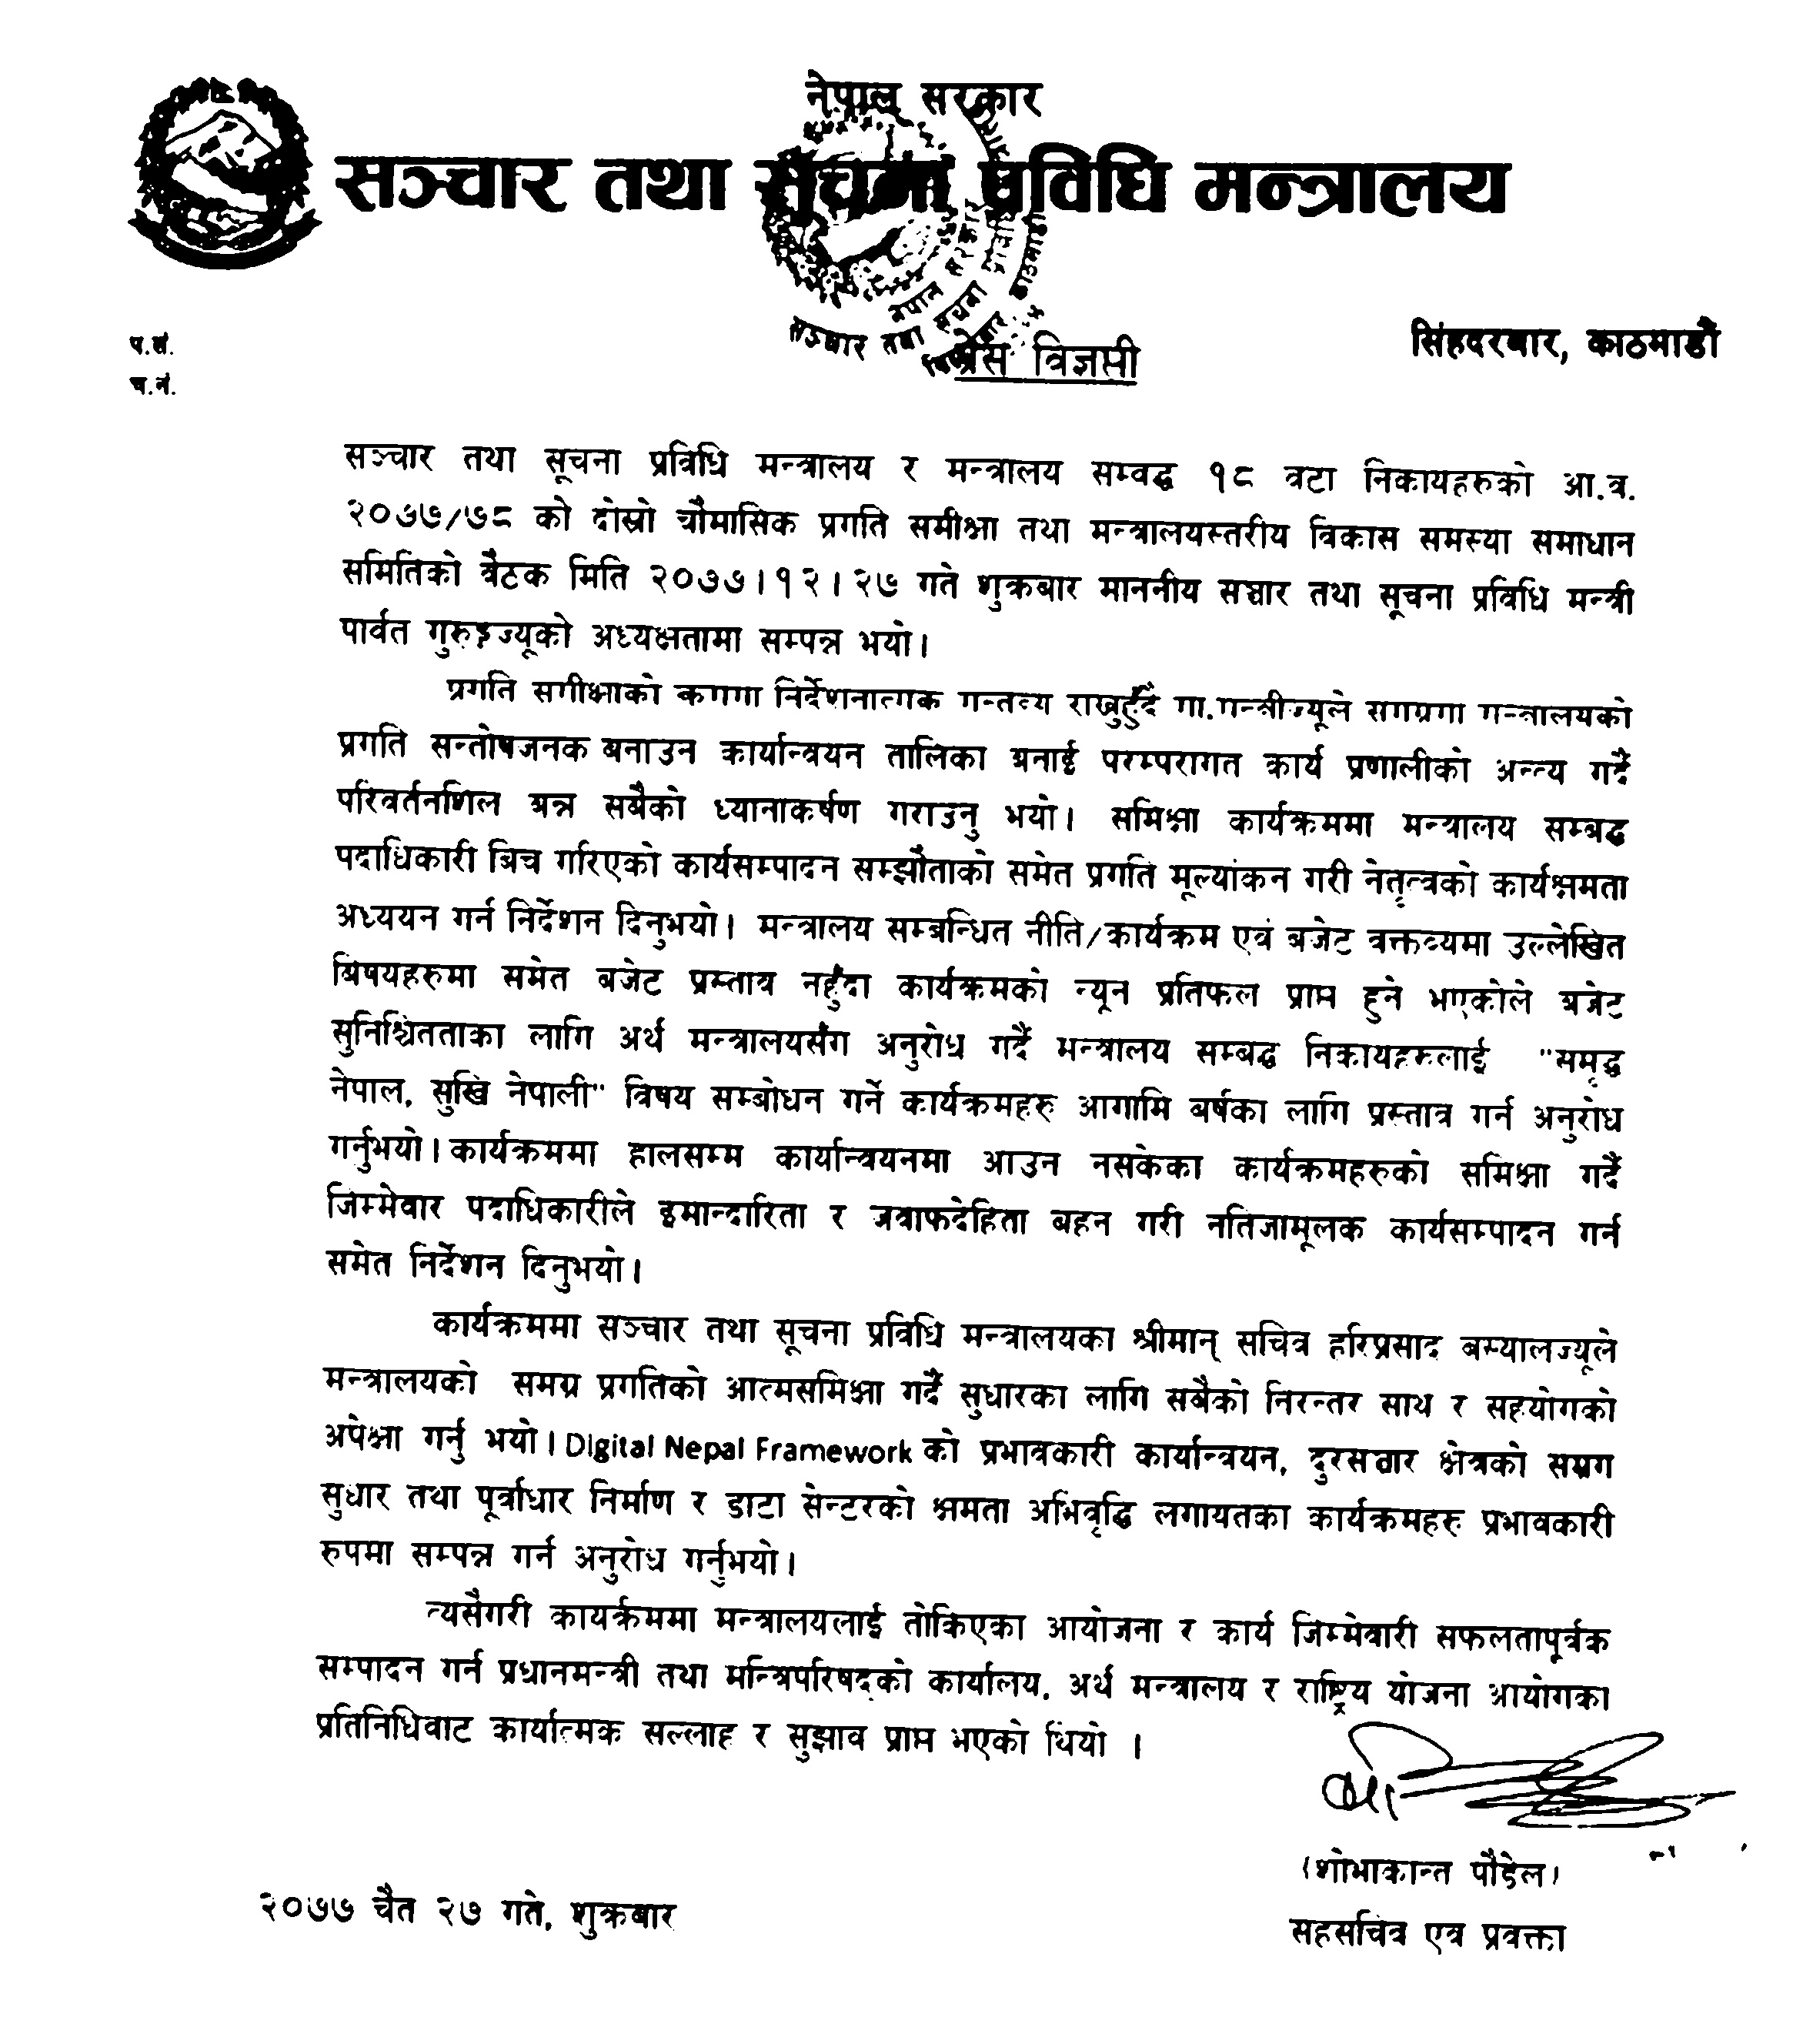 नेपाल सरकार
सञ्चार तथा सूचना प्रविधि मन्त्रालय
सिंहदरबार, काठमाडौं
प.सं.
च.नं.
प्रेस विज्ञप्ती
सञ्चार तथा सूचना प्रविधि मन्त्रालय र मन्त्रालय सम्वद्ध १८ वटा निकायहरुको आ.व.
२०७७/७८ को दोस्रो चौमासिक प्रगति समीक्षा तथा मन्त्रालयस्तरीय विकास समस्या समाधान
समितिको बैठक मिति २०७७।१२।२७ गते शुक्रबार माननीय सञ्चार तथा सूचना प्रविधि मन्त्री
पार्वत गुरुङज्यूको अध्यक्षतामा सम्पन्न भयो।
प्रगति समीक्षाको क्रममा निर्देशनात्मक मन्तव्य राख्नुहुँदै मा.मन्त्रीज्यूले समग्रमा मन्त्रालयको
प्रगति सन्तोषजनक बनाउन कार्यान्वयन तालिका बनाई परम्परागत कार्य प्रणालीको अन्त्य गर्दै
परिवर्तनशिल बन्न सबैको ध्यानाकर्षण गराउनु भयो। समिक्षा कार्यक्रममा मन्त्रालय सम्बद्ध
पदाधिकारी बिच गरिएको कार्यसम्पादन सम्झौताको समेत प्रगति मूल्यांकन गरी नेतृत्वको कार्यक्षमता
अध्ययन गर्न निर्देशन दिनुभयो। मन्त्रालय सम्बन्धित नीति/कार्यक्रम एवं बजेट वक्तव्यमा उल्लेखित
बिषयहरुमा समेत बजेट प्रस्ताव नहुँदा कार्यक्रमको न्यून प्रतिफल प्राप्त हुने भएकोले बजेट
सुनिश्चितताका लागि अर्थ मन्त्रालयसँग अनुरोध गर्दै मन्त्रालय सम्बद्ध निकायहरुलाई "समृद्ध
नेपाल, सुखि नेपाली" विषय सम्बोधन गर्ने कार्यक्रमहरु आगामि बर्षका लागि प्रस्ताव गर्न अनुरोध
गर्नुभयो। कार्यक्रममा हालसम्म कार्यान्वयनमा आउन नसकेका कार्यक्रमहरुको समिक्षा गर्दै
जिम्मेवार पदाधिकारीले इमान्दारिता र जवाफदेहिता बहन गरी नतिजामूलक कार्यसम्पादन गर्न
समेत निर्देशन दिनुभयो।
कार्यक्रममा सञ्चार तथा सूचना प्रविधि मन्त्रालयका श्रीमान् सचिव हरिप्रसाद बस्यालज्यूले
मन्त्रालयको समग्र प्रगतिको आत्मसमिक्षा गर्दै सुधारका लागि सबैको निरन्तर साथ र सहयोगको
अपेक्षा गर्नु भयो। Digital Nepal Framework को प्रभावकारी कार्यान्वयन, दुरसञ्चार क्षेत्रको समग्र
सुधार तथा पूर्वाधार निर्माण र डाटा सेन्टरको क्षमता अभिवृद्धि लगायतका कार्यक्रमहरु प्रभावकारी
रुपमा सम्पन्न गर्न अनुरोध गर्नुभयो।
त्यसैगरी कायर्क्रममा मन्त्रालयलाई तोकिएका आयोजना र कार्य जिम्मेवारी सफलतापूर्वक
सम्पादन गर्न प्रधानमन्त्री तथा मन्त्रिपरिषद्को कार्यालय, अर्थ मन्त्रालय र राष्ट्रिय योजना आयोगका
प्रतिनिधिवाट कार्यात्मक सल्लाह र सुझाव प्राप्त भएको थियो ।
(शोभाकान्त पौडेल)
२०७७ चैत २७ गते, शुक्रबार
सहसचिव एवं प्रवक्ता